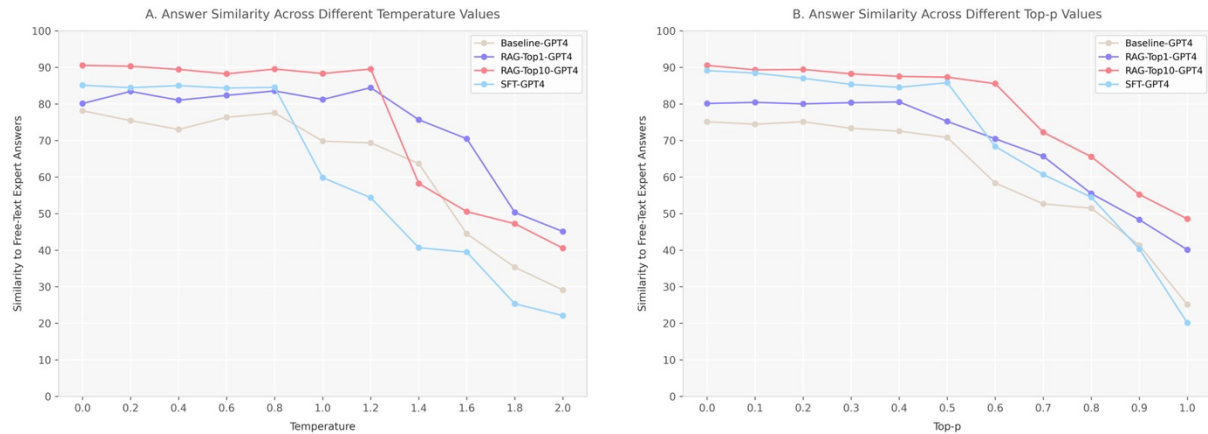 A. Answer Similarity Across Different Temperature Values
Similarity to Free-Text Expert Answers
100
90
80
70
60
50
40
30
20
10
0
Baseline-GPT4
RAG-Top1-GPT4
RAG-Top10-GPT4
SFT-GPT4
0.0 0.2 0.4 0.6 0.8 1.0 1.2 1.4 1.6 1.8 2.0
Temperature
B. Answer Similarity Across Different Top-p Values
Similarity to Free-Text Expert Answers
100
90
80
70
60
50
40
30
20
10
0
Baseline-GPT4
RAG-Top1-GPT4
RAG-Top10-GPT4
SFT-GPT4
0.0 0.1 0.2 0.3 0.4 0.5 0.6 0.7 0.8 0.9 1.0
Top-p